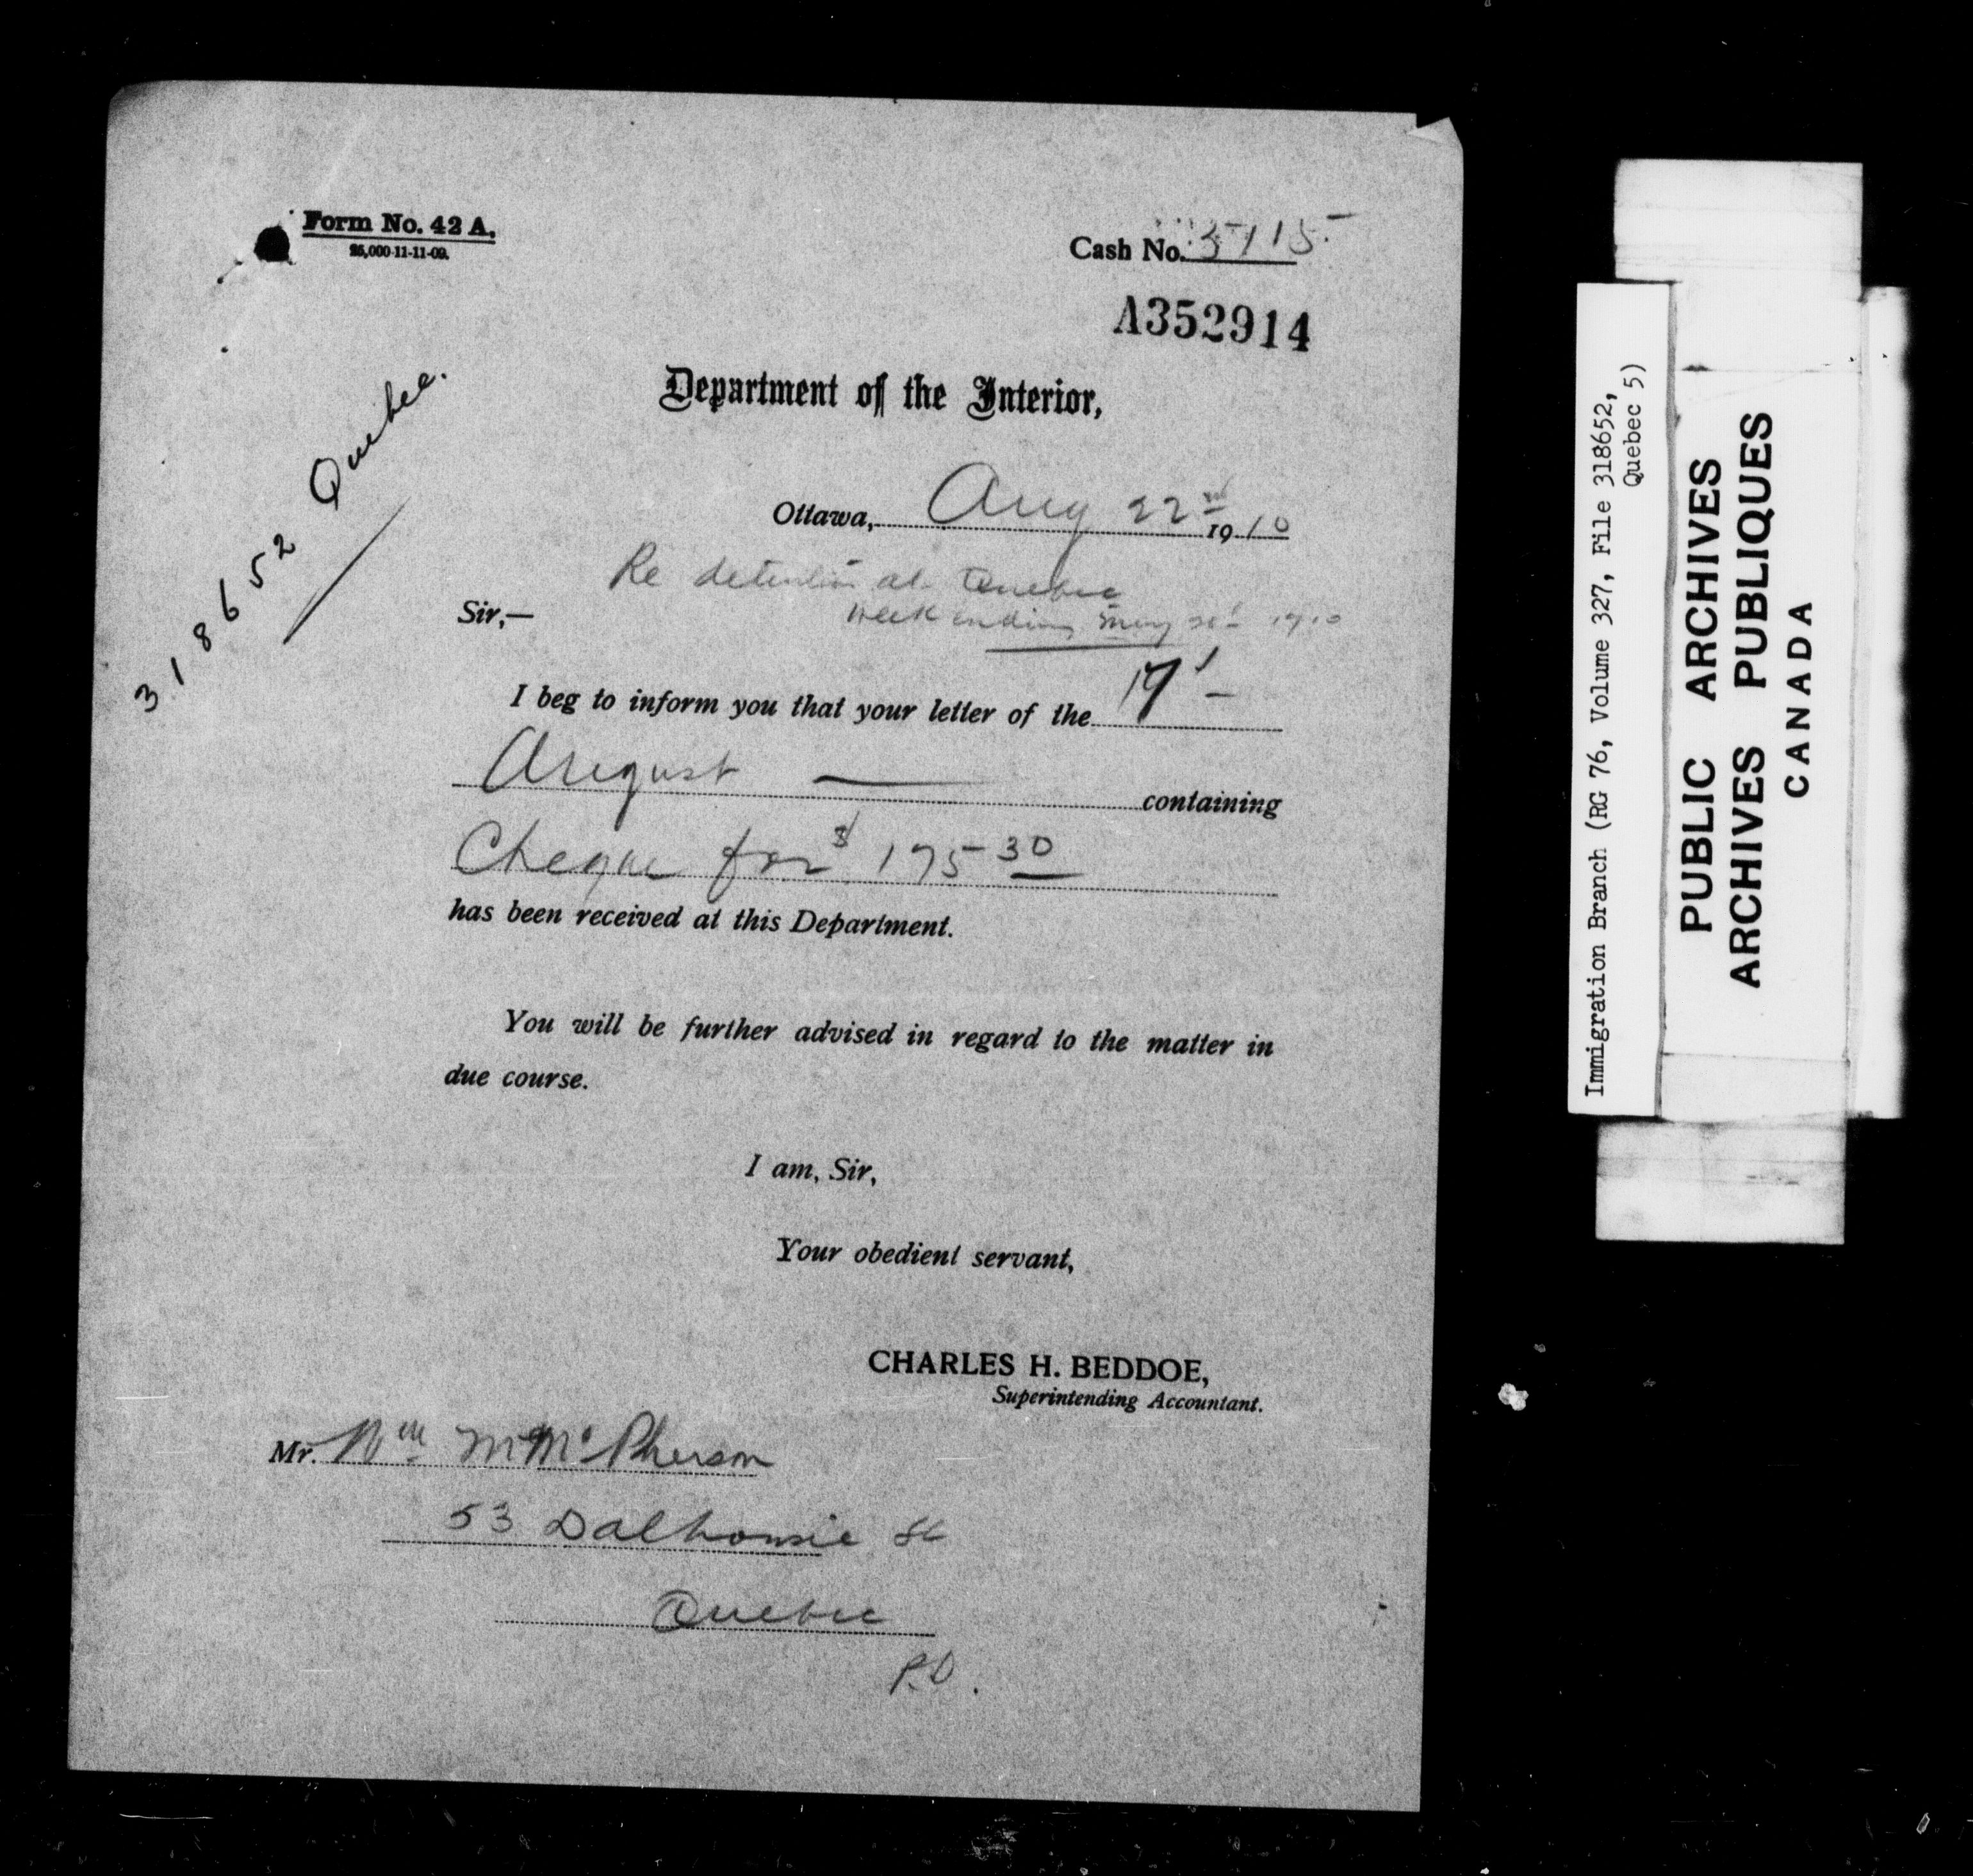 Form No. 42 A.
25,000-11-11-09.
Cash No. 5115
A352914
318652 Quebec.
Department of the Interior,
Ottawa, Aug 22nd 1910
Re detention at Quebec
week ending May 1910
Sir,—
I beg to inform you that your letter of the 19
August — containing
Cheque for $175 30
has been received at this Department.
You will be further advised in regard to the matter in
due course.
I am, Sir,
Your obedient servant,
CHARLES H. BEDDOE,
Superintending Accountant.
Mr. Wm M McPherson
53 Dalhousie St
Quebec
P.Q.
Immigration Branch (RG 76, Volume 327, File 318652,
Quebec 5)
PUBLIC ARCHIVES
ARCHIVES PUBLIQUES
CANADA